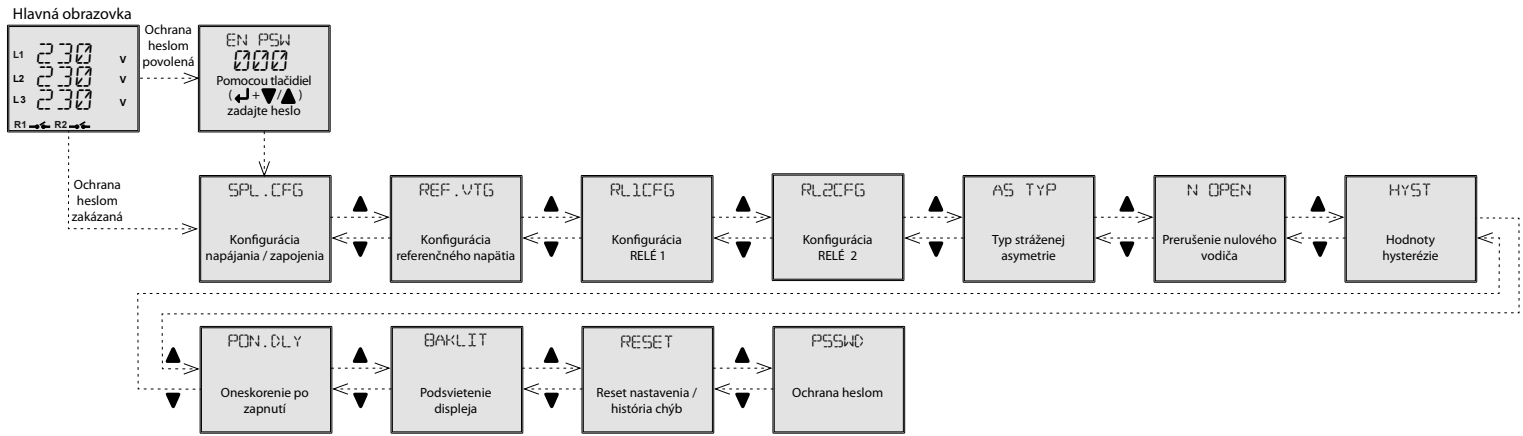 Hlavná obrazovka
L1 230 V
L2 230 V
L3 230 V
R1 R2
Ochrana
heslom
povolená
EN PSW
000
Pomocou tlačidiel
( ↵ + ▼/▲ )
zadajte heslo
Ochrana
heslom
zakázaná
SPL.CFG
Konfigurácia
napájania / zapojenia
REF.VTG
Konfigurácia
referenčného napätia
RL1CFG
Konfigurácia
RELÉ 1
RL2CFG
Konfigurácia
RELÉ 2
AS TYP
Typ stráženej
asymetrie
N OPEN
Prerušenie nulového
vodiča
HYST
Hodnoty
hysterézie
PON.DLY
Oneskorenie po
zapnutí
BAKLIT
Podsvietenie
displeja
RESET
Reset nastavenia /
história chýb
PSSWD
Ochrana heslom